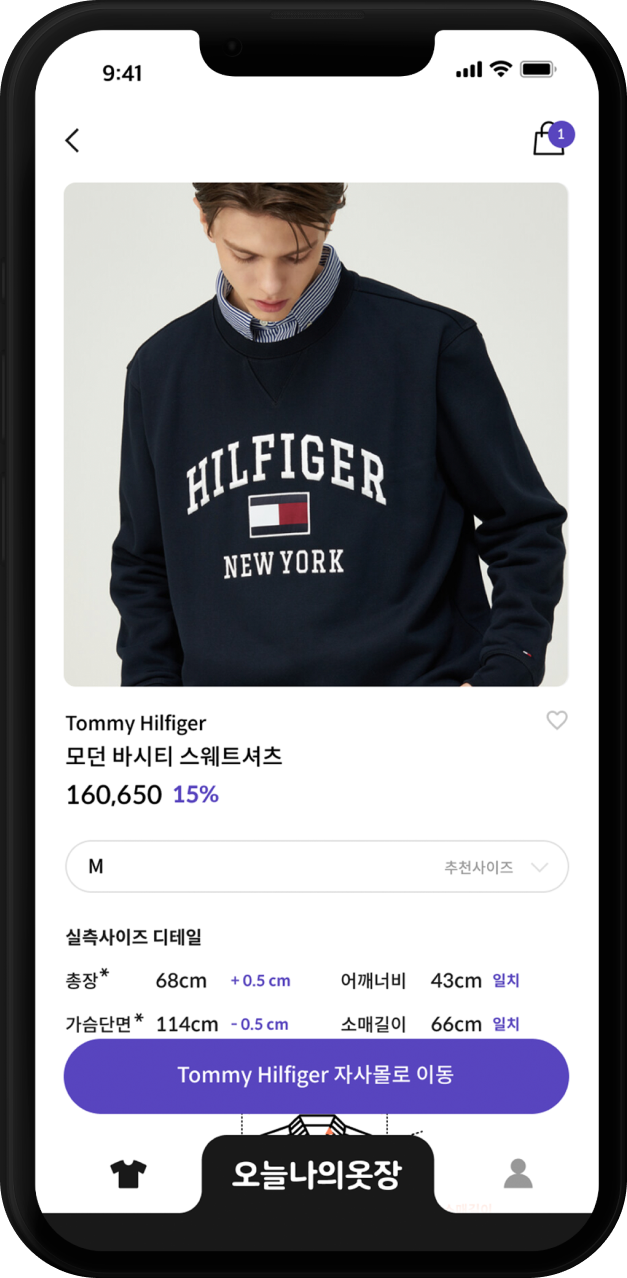 9:41
1
HILFIGER
NEW YORK
Tommy Hilfiger
모던 바시티 스웨트셔츠
160,650 15%
M 추천사이즈
실측사이즈 디테일
총장* 68cm +0.5 cm 어깨너비 43cm 일치
가슴단면* 114cm -0.5 cm 소매길이 66cm 일치
Tommy Hilfiger 자사몰로 이동
오늘나의옷장